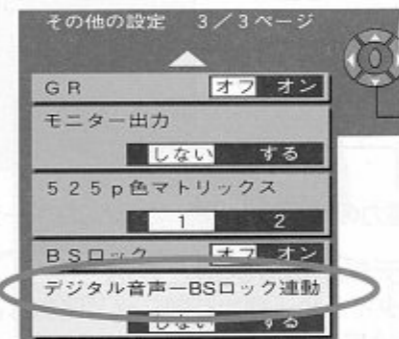 その他の設定　3／3ページ
GR　オフ　オン
モニター出力
しない　する
525p色マトリックス
1　2
BSロック　オフ　オン
デジタル音声ーBSロック連動
しない　する